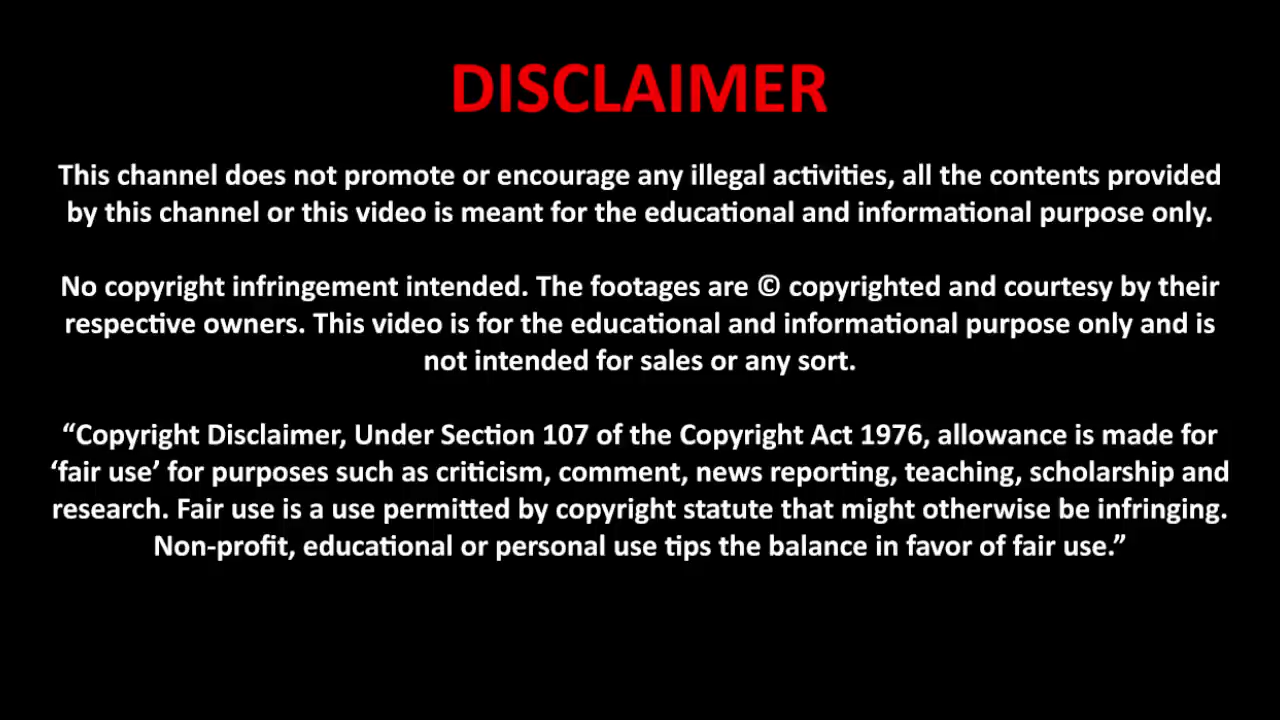 DISCLAIMER
This channel does not promote or encourage any illegal activities, all the contents provided
by this channel or this video is meant for the educational and informational purpose only.
No copyright infringement intended. The footages are © copyrighted and courtesy by their
respective owners. This video is for the educational and informational purpose only and is
not intended for sales or any sort.
“Copyright Disclaimer, Under Section 107 of the Copyright Act 1976, allowance is made for
‘fair use’ for purposes such as criticism, comment, news reporting, teaching, scholarship and
research. Fair use is a use permitted by copyright statute that might otherwise be infringing.
Non-profit, educational or personal use tips the balance in favor of fair use.”